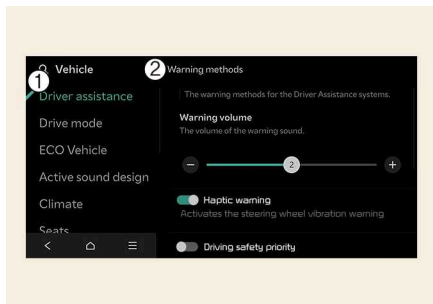 Vehicle
2 Warning methods
1
Driver assistance
The warning methods for the Driver Assistance systems.
Drive mode
Warning volume
The volume of the warning sound.
ECO Vehicle
2
Active sound design
Haptic warning
Activates the steering wheel vibration warning
Climate
Seats
Driving safety priority